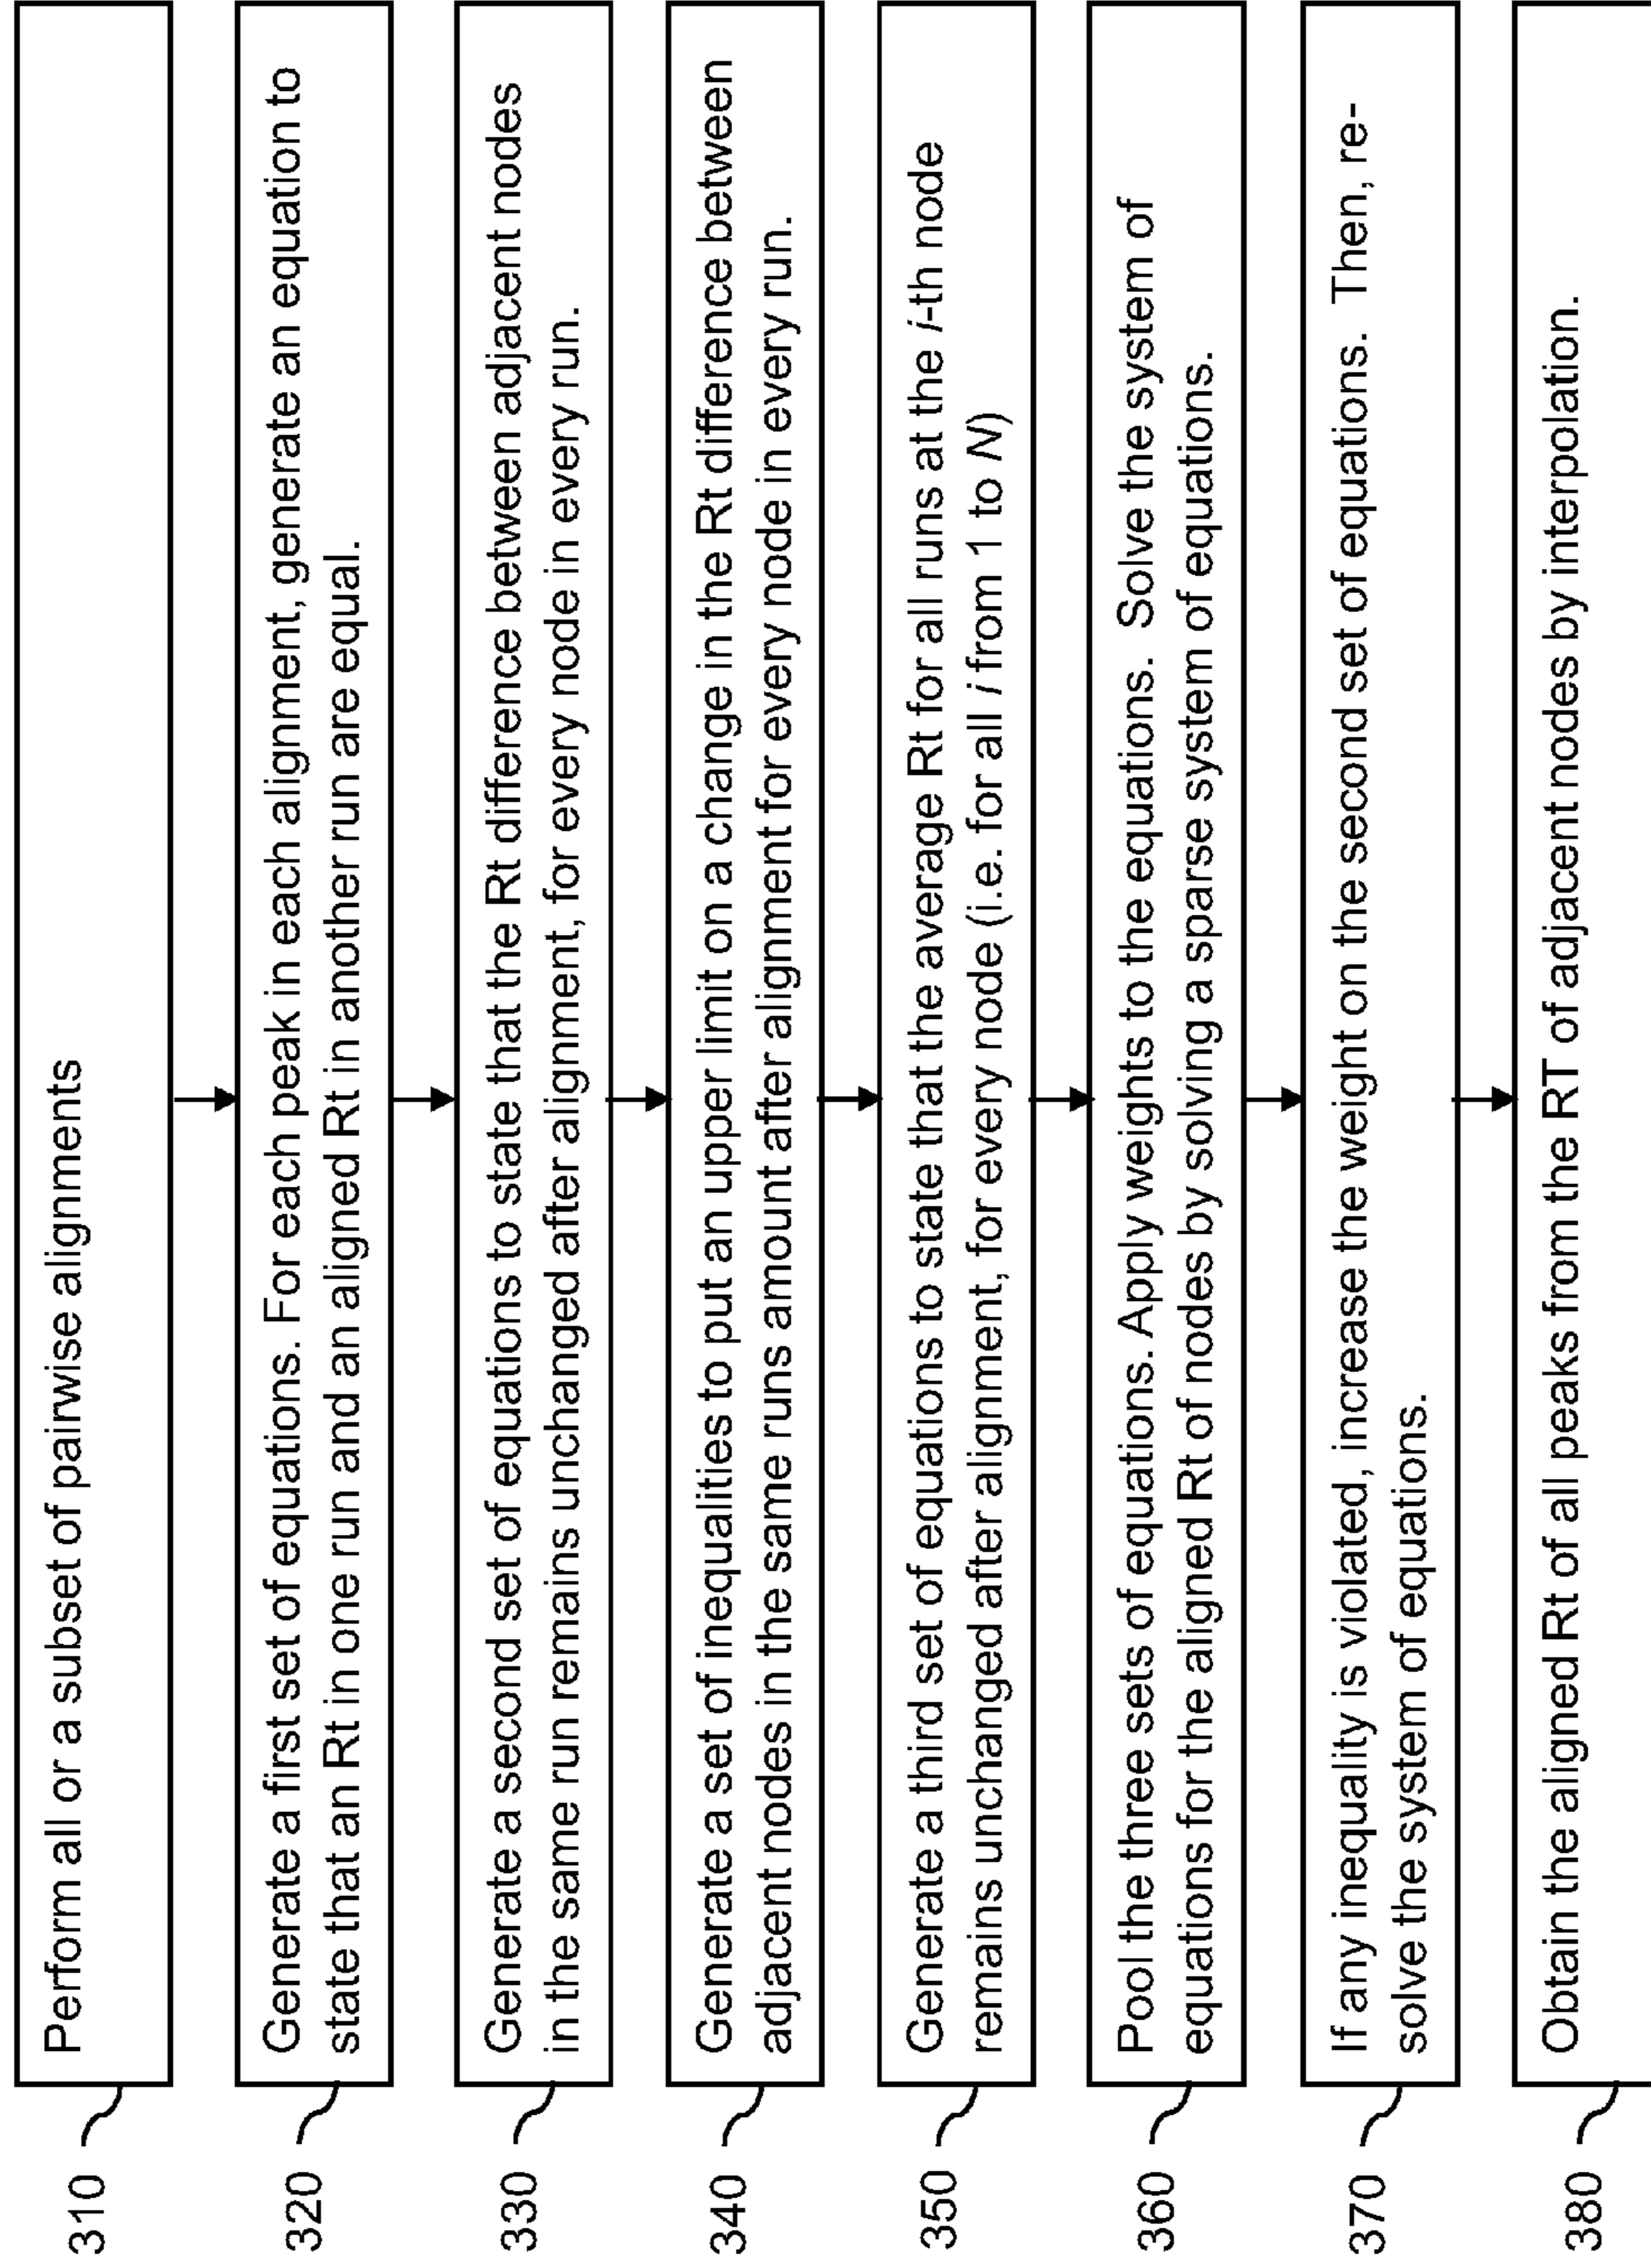 310
Perform all or a subset of pairwise alignments
320
Generate a first set of equations. For each peak in each alignment, generate an equation to
state that an Rt in one run and an aligned Rt in another run are equal.
330
Generate a second set of equations to state that the Rt difference between adjacent nodes
in the same run remains unchanged after alignment, for every node in every run.
340
Generate a set of inequalities to put an upper limit on a change in the Rt difference between
adjacent nodes in the same runs amount after alignment for every node in every run.
350
Generate a third set of equations to state that the average Rt for all runs at the i-th node
remains unchanged after alignment, for every node (i.e. for all i from 1 to N)
360
Pool the three sets of equations. Apply weights to the equations. Solve the system of
equations for the aligned Rt of nodes by solving a sparse system of equations.
370
If any inequality is violated, increase the weight on the second set of equations. Then, re-
solve the system of equations.
380
Obtain the aligned Rt of all peaks from the RT of adjacent nodes by interpolation.